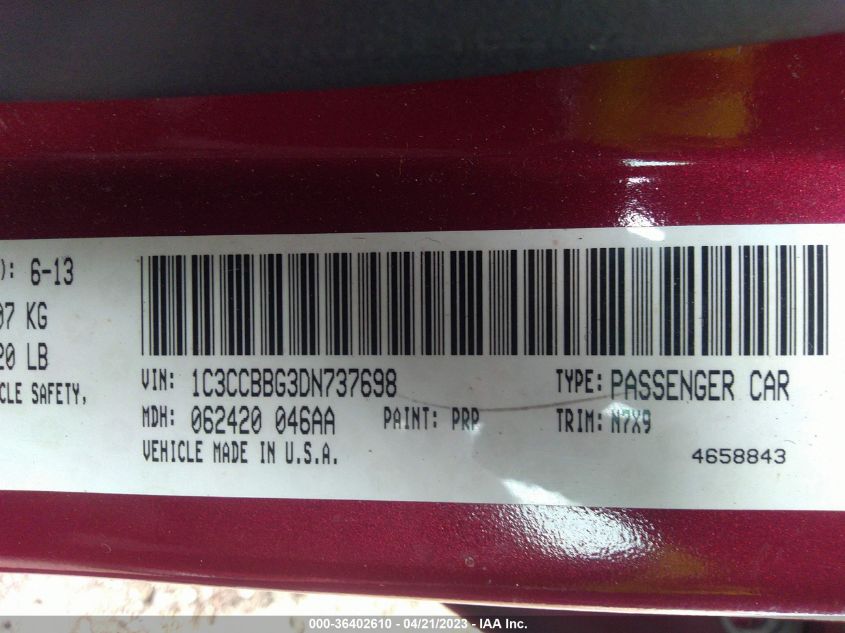 ): 6-13
07 KG
20 LB
CLE SAFETY,
VIN: 1C3CCBBG3DN737698
TYPE: PASSENGER CAR
MDH: 062420 046AA
PAINT: PRP
TRIM: N7X9
VEHICLE MADE IN U.S.A.
4658843
000-36402610 - 04/21/2023 - IAA Inc.